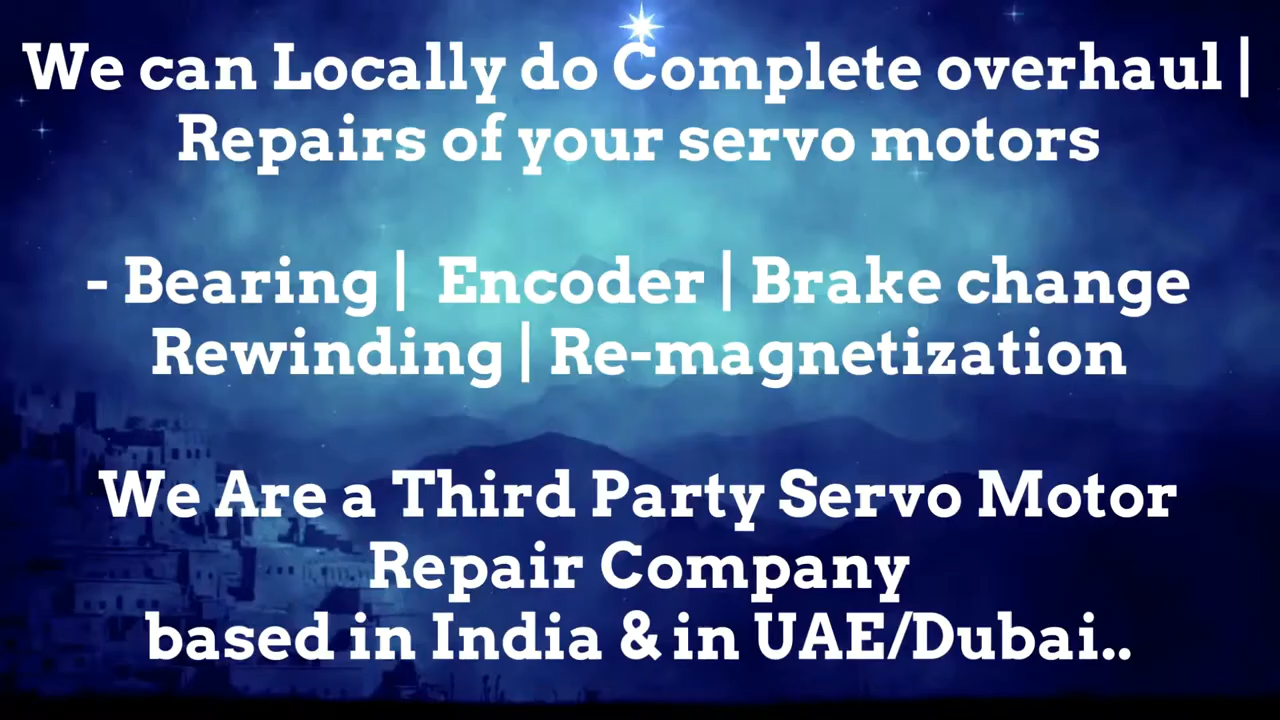 We can Locally do Complete overhaul |
Repairs of your servo motors
- Bearing | Encoder | Brake change
Rewinding | Re-magnetization
We Are a Third Party Servo Motor
Repair Company
based in India & in UAE/Dubai..